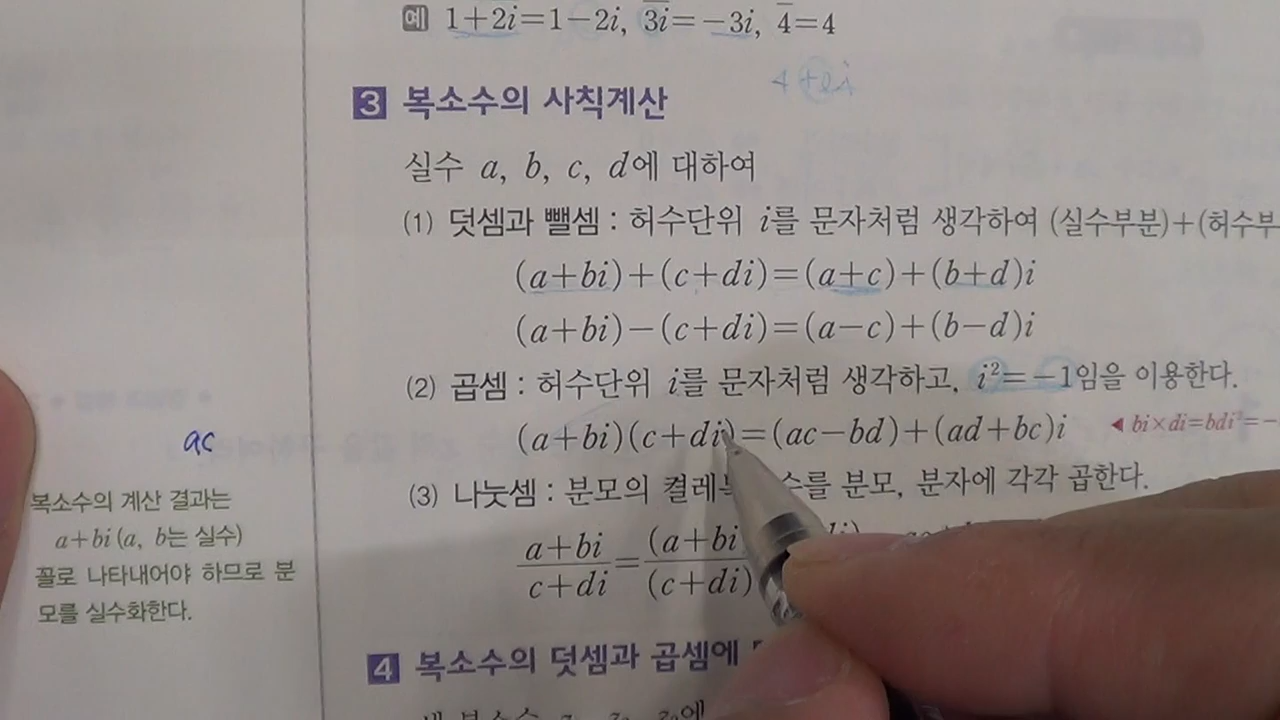 예 1+2i=1-2i, 3i=-3i, 4=4
4+2i
3 복소수의 사칙계산
실수 a, b, c, d에 대하여
(1) 덧셈과 뺄셈 : 허수단위 i를 문자처럼 생각하여 (실수부분)+(허수부
(a+bi)+(c+di)=(a+c)+(b+d)i
(a+bi)-(c+di)=(a-c)+(b-d)i
(2) 곱셈 : 허수단위 i를 문자처럼 생각하고, i²=-1임을 이용한다.
(a+bi)(c+di)=(ac-bd)+(ad+bc)i ◀ bi×di=bdi²=-
(3) 나눗셈 : 분모의 켤레 수를 분모, 분자에 각각 곱한다.
a+bi/c+di=(a+bi/(c+di)
ac
복소수의 계산 결과는
a+bi (a, b는 실수)
꼴로 나타내어야 하므로 분
모를 실수화한다.
4 복소수의 덧셈과 곱셈에